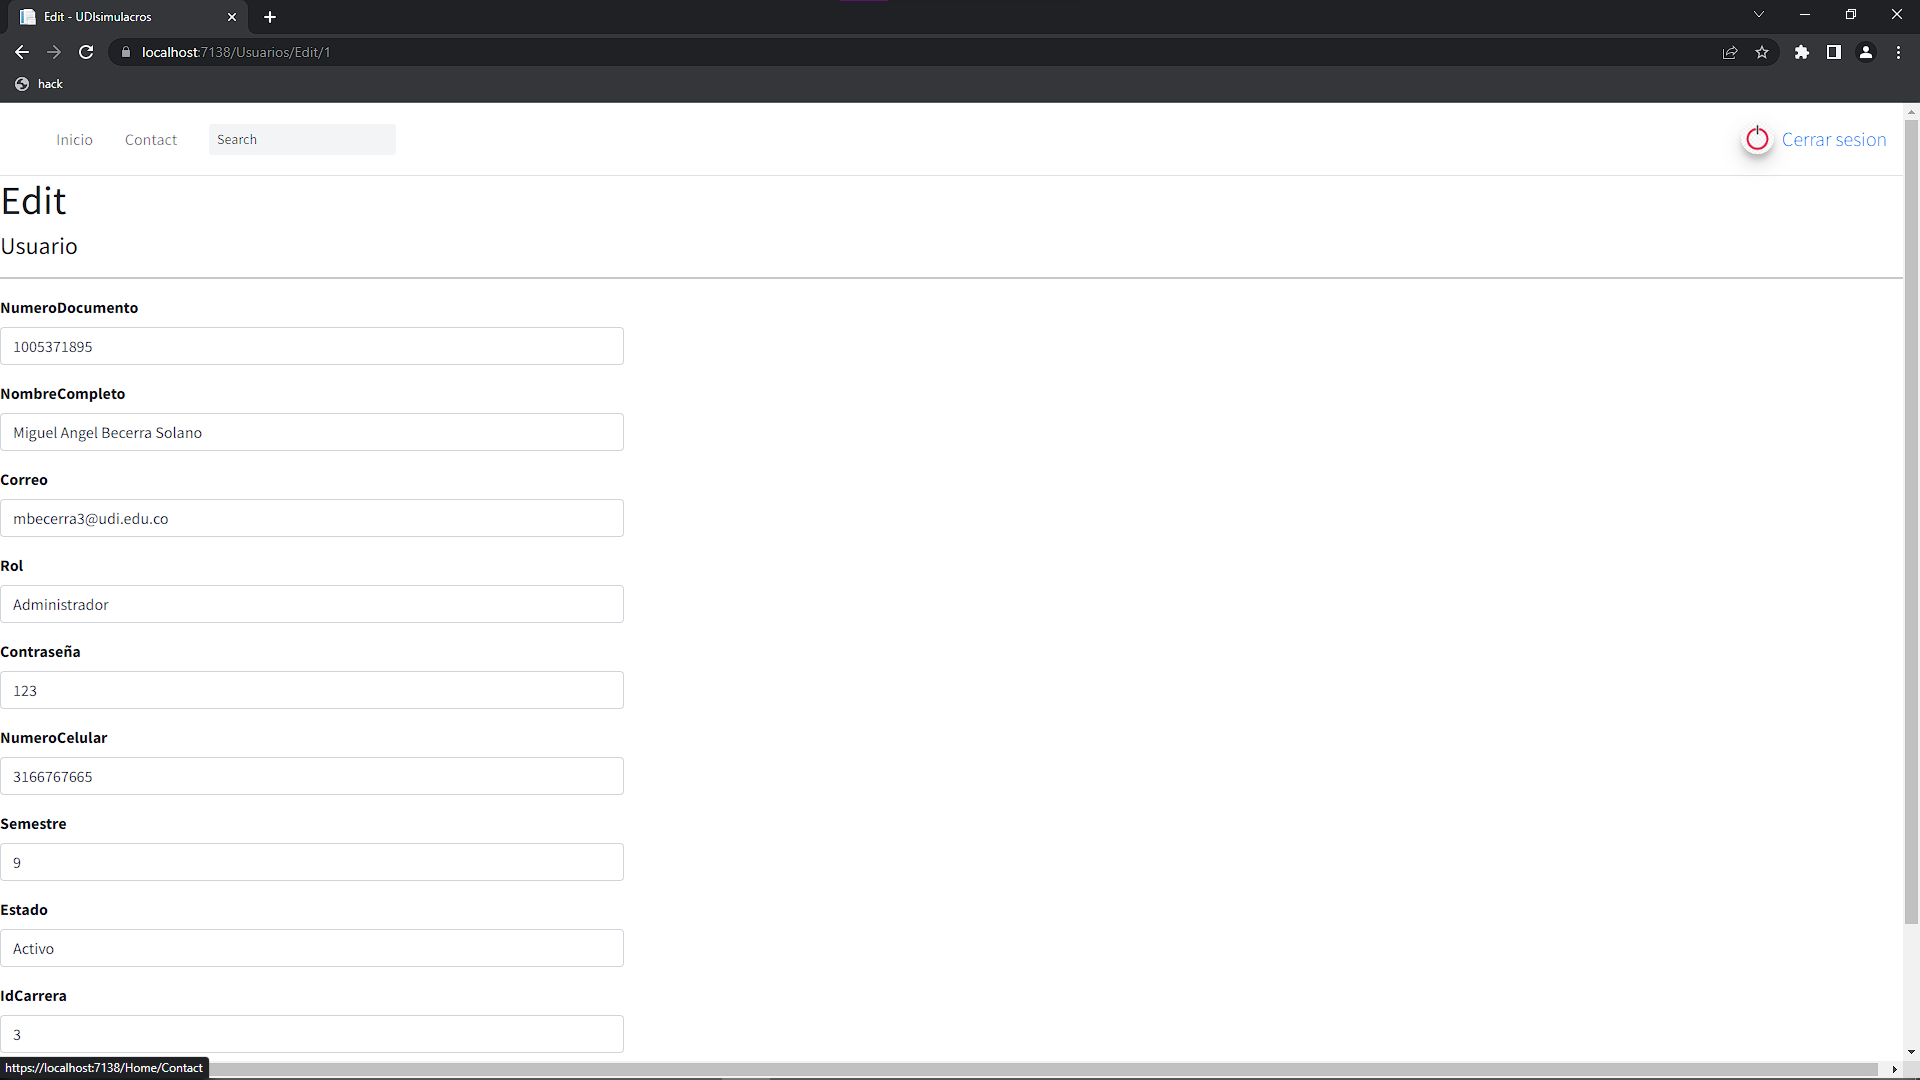 Edit - UDIsimulacros
localhost:7138/Usuarios/Edit/1
hack
Inicio Contact Search Cerrar sesion
Edit
Usuario
NumeroDocumento
1005371895
NombreCompleto
Miguel Angel Becerra Solano
Correo
mbecerra3@udi.edu.co
Rol
Administrador
Contraseña
123
NumeroCelular
3166767665
Semestre
9
Estado
Activo
IdCarrera
3
https://localhost:7138/Home/Contact